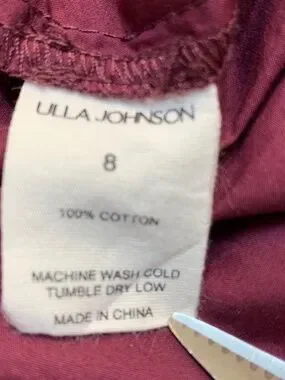 ULLA JOHNSON
8
100% COTTON
MACHINE WASH COLD
TUMBLE DRY LOW
MADE IN CHINA